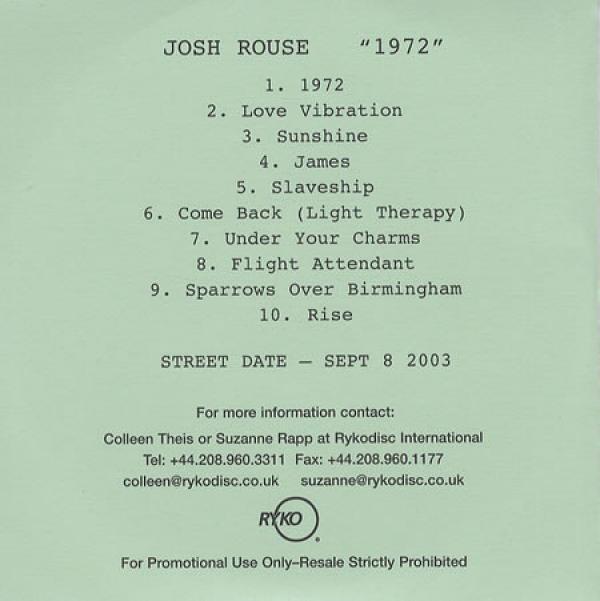 JOSH ROUSE “1972”
1. 1972
2. Love Vibration
3. Sunshine
4. James
5. Slaveship
6. Come Back (Light Therapy)
7. Under Your Charms
8. Flight Attendant
9. Sparrows Over Birmingham
10. Rise
STREET DATE – SEPT 8 2003
For more information contact:
Colleen Theis or Suzanne Rapp at Rykodisc International
Tel: +44.208.960.3311 Fax: +44.208.960.1177
colleen@rykodisc.co.uk suzanne@rykodisc.co.uk
RYKO
For Promotional Use Only–Resale Strictly Prohibited